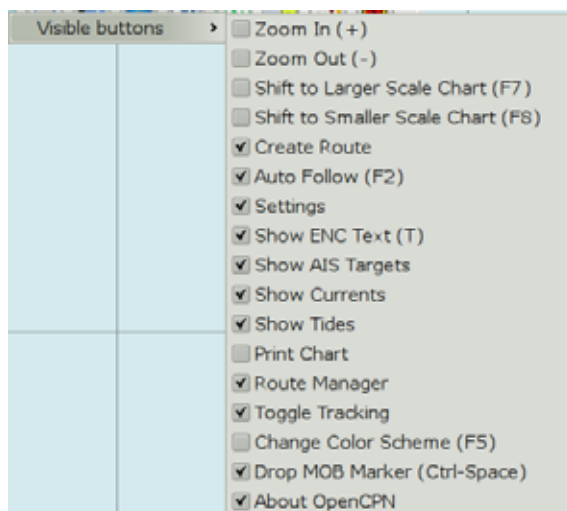 Visible buttons
Zoom In (+)
Zoom Out (-)
Shift to Larger Scale Chart (F7)
Shift to Smaller Scale Chart (F8)
Create Route
Auto Follow (F2)
Settings
Show ENC Text (T)
Show AIS Targets
Show Currents
Show Tides
Print Chart
Route Manager
Toggle Tracking
Change Color Scheme (F5)
Drop MOB Marker (Ctrl-Space)
About OpenCPN